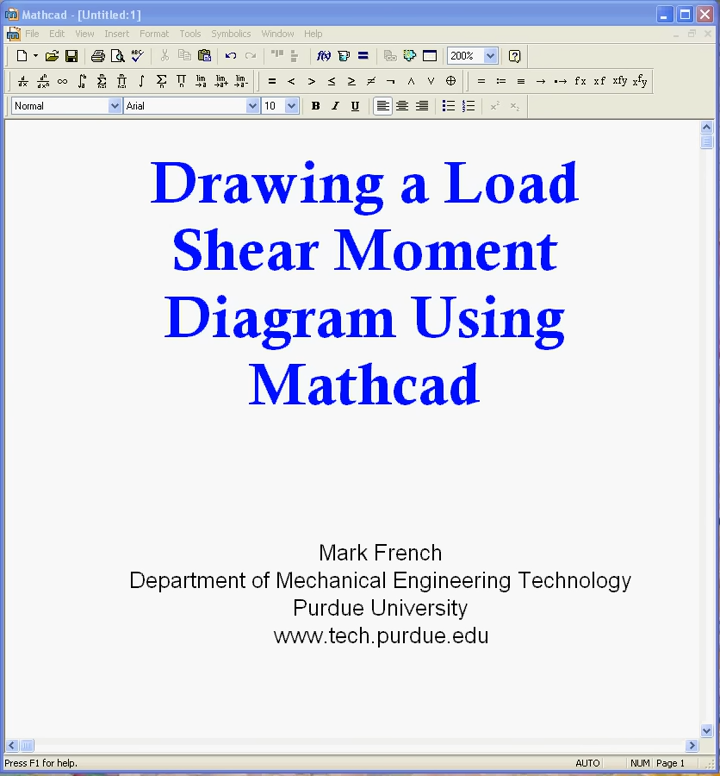 Mathcad - [Untitled:1]
File Edit View Insert Format Tools Symbolics Window Help
200%
Normal Arial 10 B I U
Drawing a Load
Shear Moment
Diagram Using
Mathcad
Mark French
Department of Mechanical Engineering Technology
Purdue University
www.tech.purdue.edu
Press F1 for help. AUTO NUM Page 1